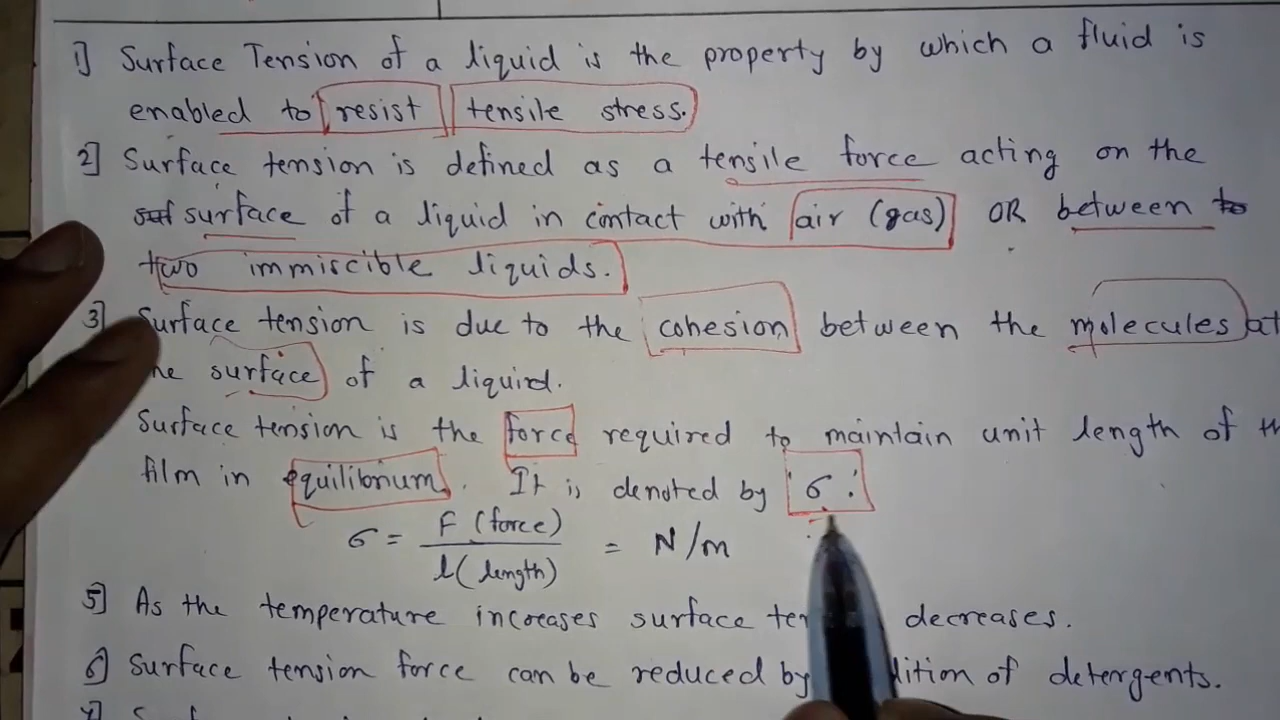 1] Surface Tension of a liquid is the property by which a fluid is
enabled to resist tensile stress.
2] Surface tension is defined as a tensile force acting on the
surface of a liquid in contact with air (gas) OR between
two immiscible liquids.
3] Surface tension is due to the cohesion between the molecules at
surface of a liquid.
Surface tension is the force required to maintain unit length of
film in equilibrium. It is denoted by 'σ'.
σ = F (force) / l (length) = N/m
5] As the temperature increases surface decreases.
6] Surface tension force can be reduced by of detergents.